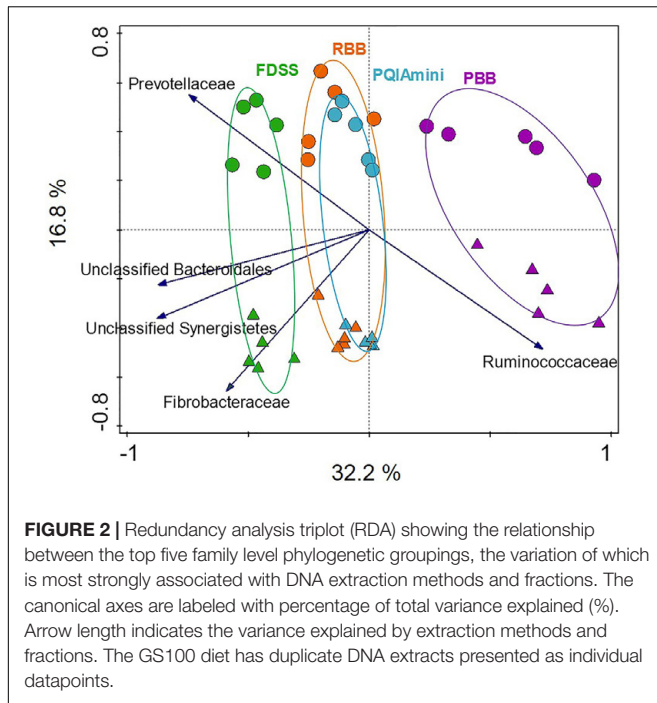 0.8
RBB
FDSS
PQIAmini
PBB
Prevotellaceae
16.8 %
Unclassified Bacteroidales
Unclassified Synergistetes
Ruminococcaceae
Fibrobacteraceae
-0.8
-1
32.2 %
1
FIGURE 2 | Redundancy analysis triplot (RDA) showing the relationship
between the top five family level phylogenetic groupings, the variation of which
is most strongly associated with DNA extraction methods and fractions. The
canonical axes are labeled with percentage of total variance explained (%).
Arrow length indicates the variance explained by extraction methods and
fractions. The GS100 diet has duplicate DNA extracts presented as individual
datapoints.